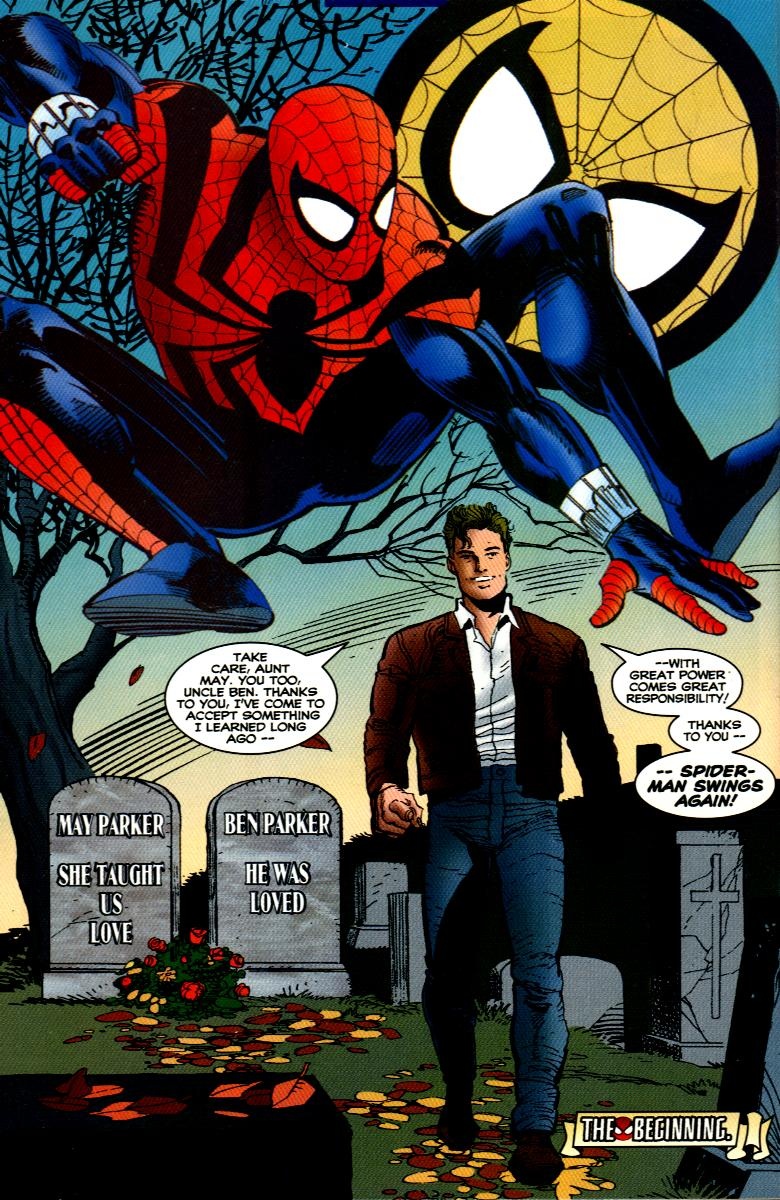 TAKE
CARE, AUNT
MAY. YOU TOO,
UNCLE BEN. THANKS
TO YOU, I'VE COME TO
ACCEPT SOMETHING
I LEARNED LONG
AGO --
--WITH
GREAT POWER
COMES GREAT
RESPONSIBILITY!
THANKS
TO YOU --
-- SPIDER-
MAN SWINGS
AGAIN!
MAY PARKER
SHE TAUGHT
US
LOVE
BEN PARKER
HE WAS
LOVED
THE BEGINNING.